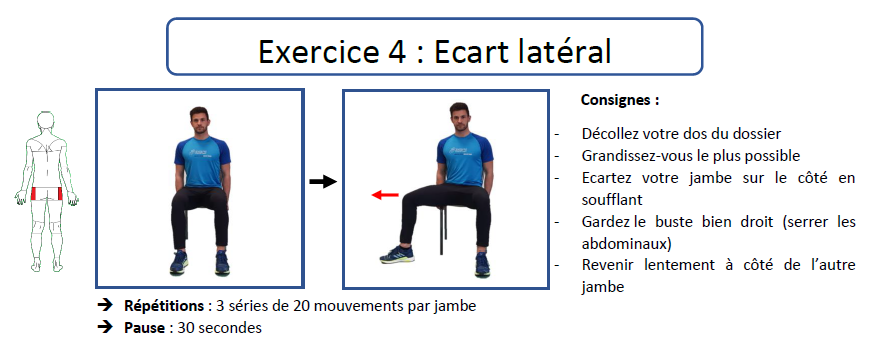 Exercice 4 : Ecart latéral
Consignes :
- Décollez votre dos du dossier
- Grandissez-vous le plus possible
- Ecartez votre jambe sur le côté en
soufflant
- Gardez le buste bien droit (serrer les
abdominaux)
- Revenir lentement à côté de l’autre
jambe
➔ Répétitions : 3 séries de 20 mouvements par jambe
➔ Pause : 30 secondes